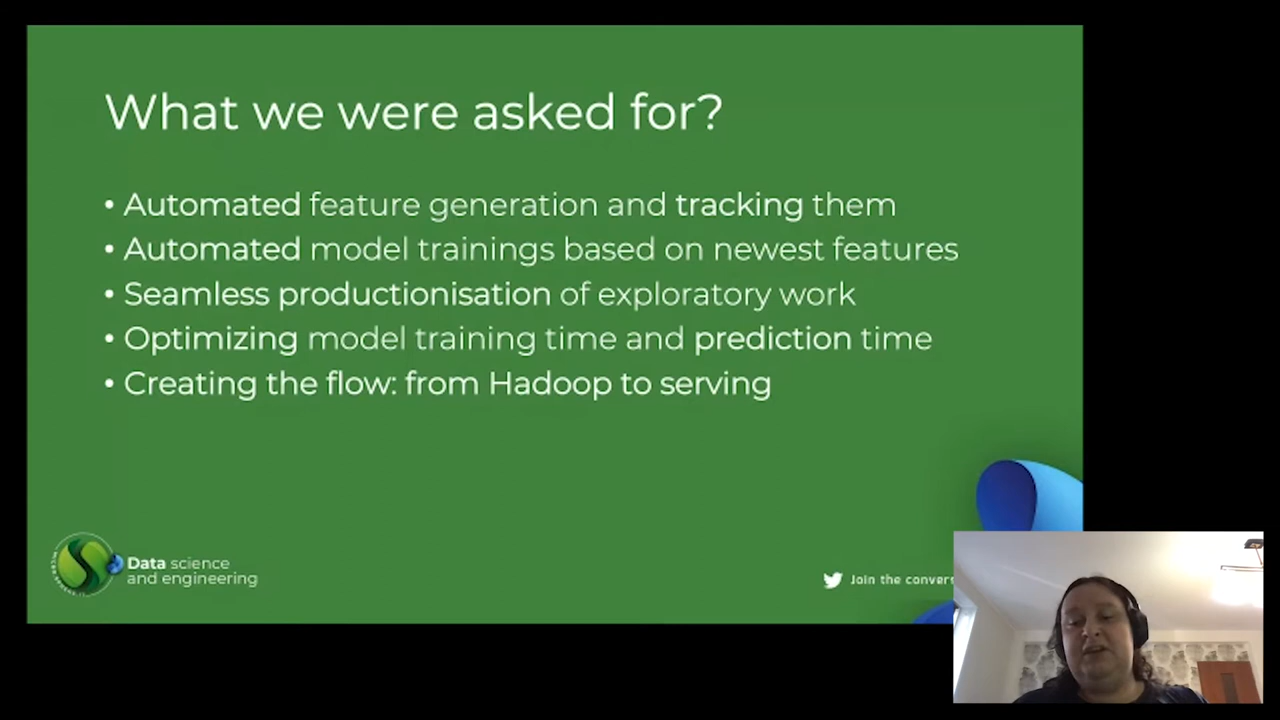 What we were asked for?
• Automated feature generation and tracking them
• Automated model trainings based on newest features
• Seamless productionisation of exploratory work
• Optimizing model training time and prediction time
• Creating the flow: from Hadoop to serving
Data science
and engineering
Join the conver